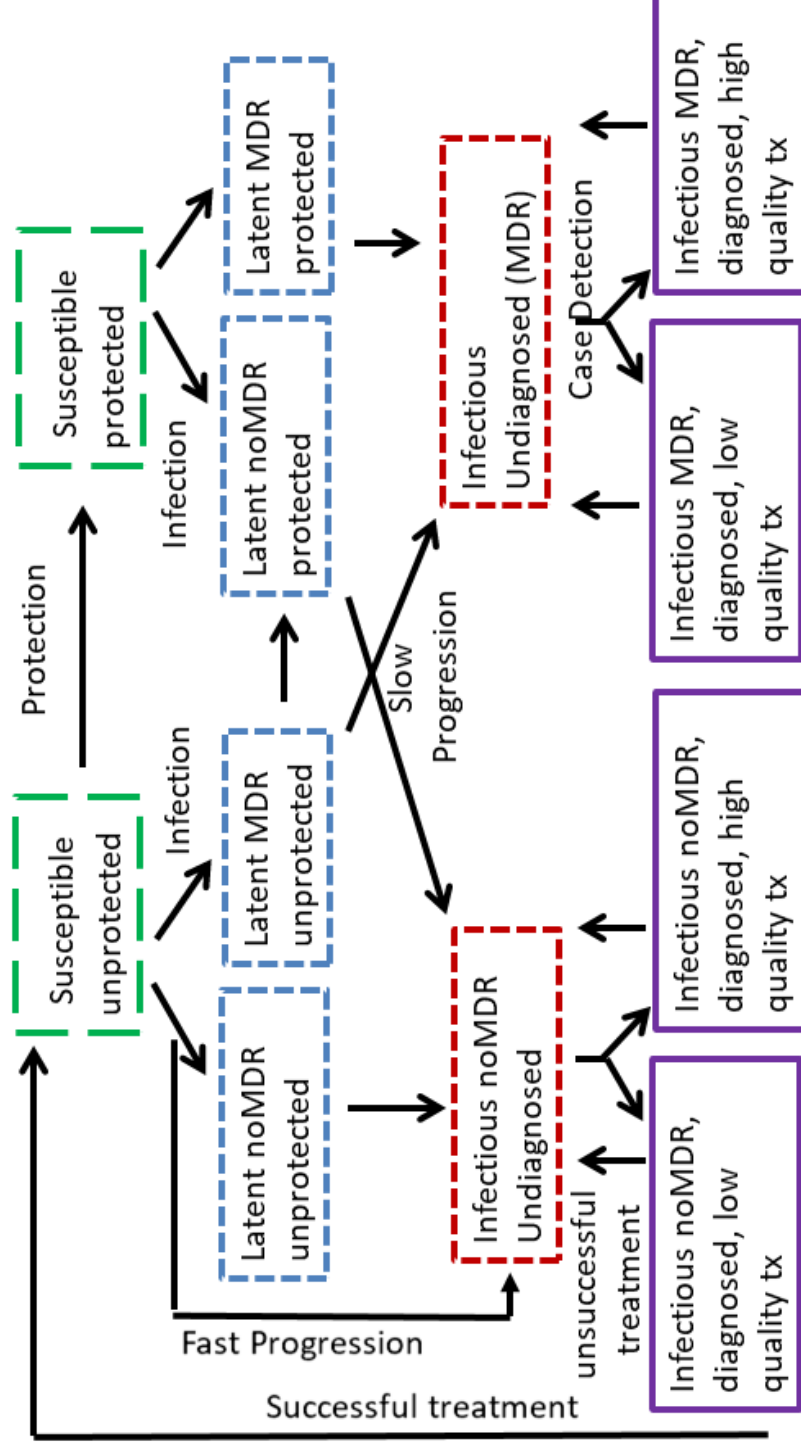 Susceptible
unprotected
Protection
Susceptible
protected
Infection
Infection
Latent noMDR
unprotected
Latent MDR
unprotected
Latent noMDR
protected
Latent MDR
protected
Fast Progression
Slow
Progression
Successful treatment
Infectious noMDR
Undiagnosed
Infectious
Undiagnosed (MDR)
unsuccessful
treatment
Case Detection
Infectious noMDR,
diagnosed, low
quality tx
Infectious noMDR,
diagnosed, high
quality tx
Infectious MDR,
diagnosed, low
quality tx
Infectious MDR,
diagnosed, high
quality tx